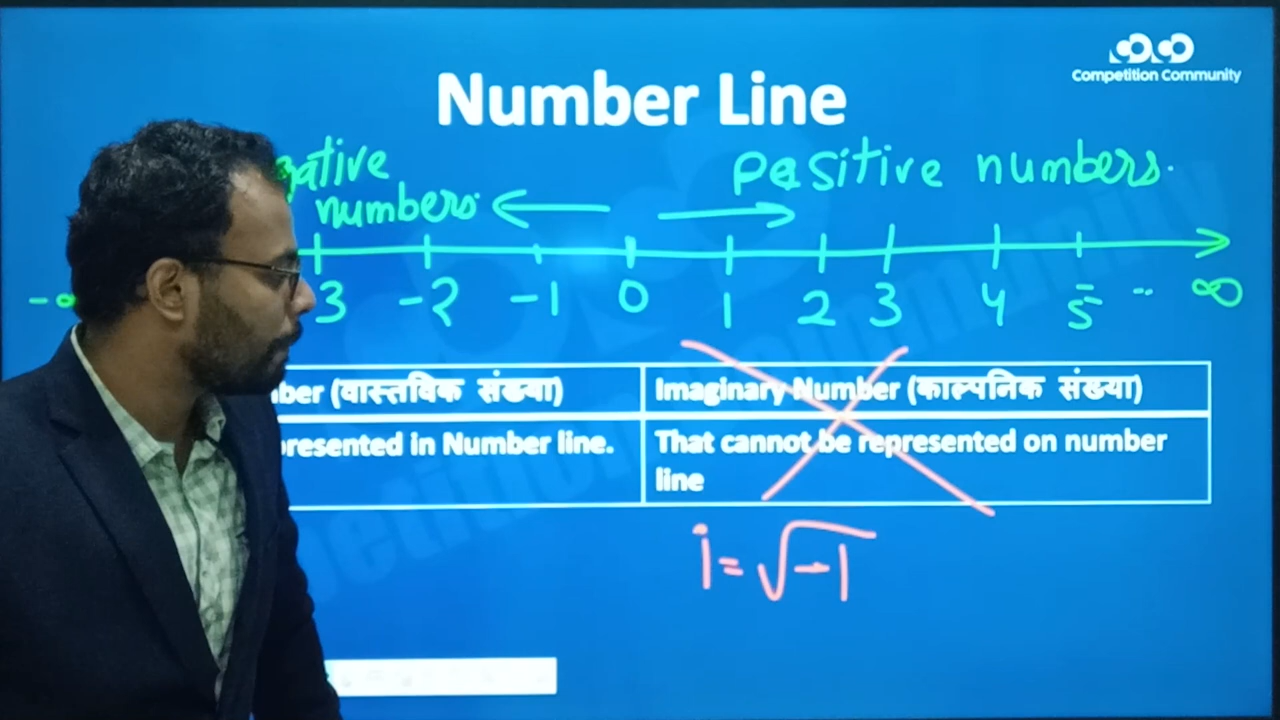 Competition Community
Number Line
gative
numbers.
Positive numbers.
3 -2 -1 0 1 2 3 4 5 .. ∞
ber (वास्तविक संख्या)
Imaginary Number (काल्पनिक संख्या)
presented in Number line.
That cannot be represented on number
line
i = √-1